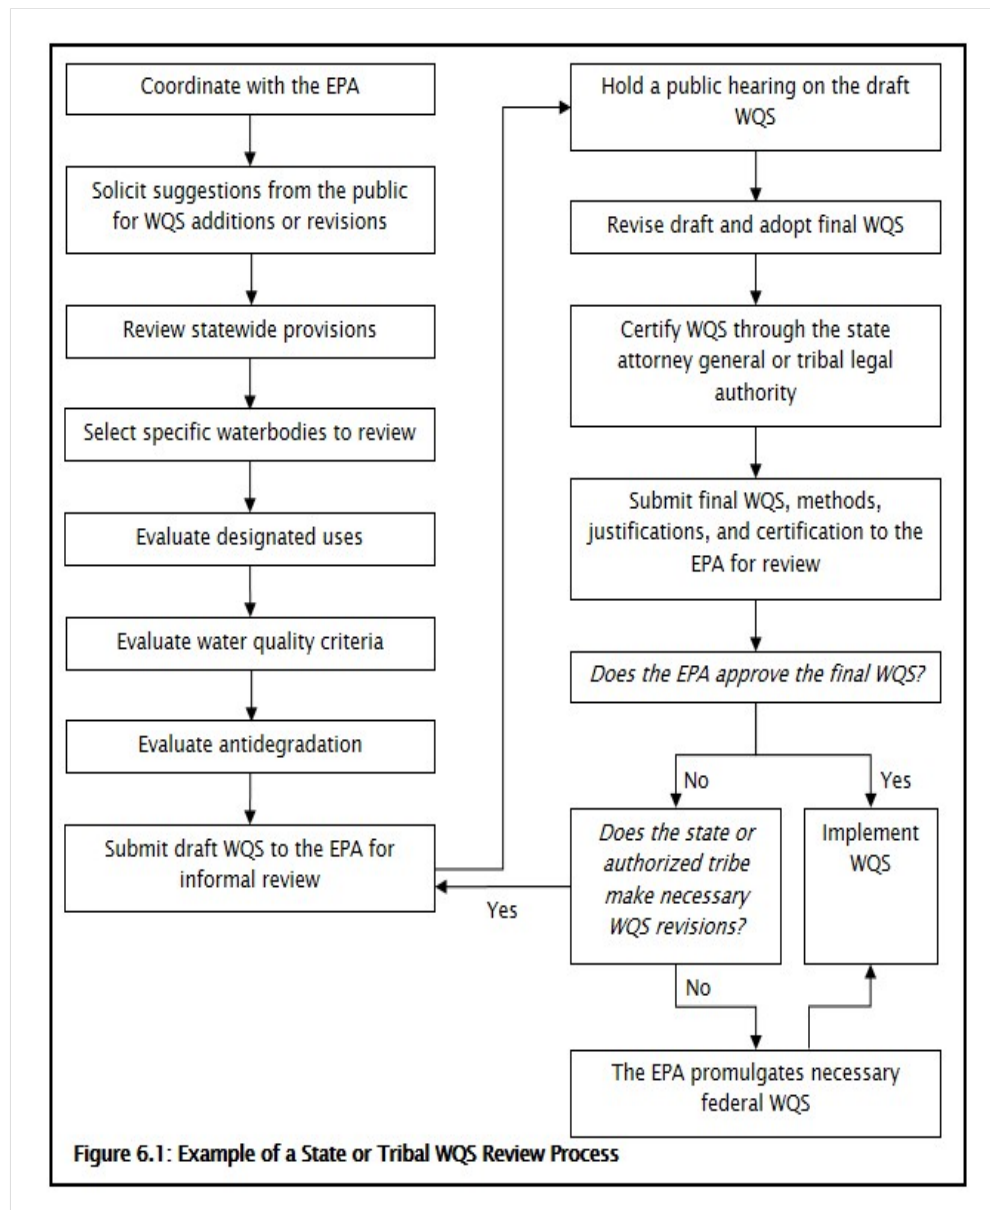 Coordinate with the EPA
Solicit suggestions from the public
for WQS additions or revisions
Review statewide provisions
Select specific waterbodies to review
Evaluate designated uses
Evaluate water quality criteria
Evaluate antidegradation
Submit draft WQS to the EPA for
informal review
Hold a public hearing on the draft
WQS
Revise draft and adopt final WQS
Certify WQS through the state
attorney general or tribal legal
authority
Submit final WQS, methods,
justifications, and certification to the
EPA for review
Does the EPA approve the final WQS?
No
Yes
Does the state or
authorized tribe
make necessary
WQS revisions?
Implement
WQS
Yes
No
The EPA promulgates necessary
federal WQS
Figure 6.1: Example of a State or Tribal WQS Review Process